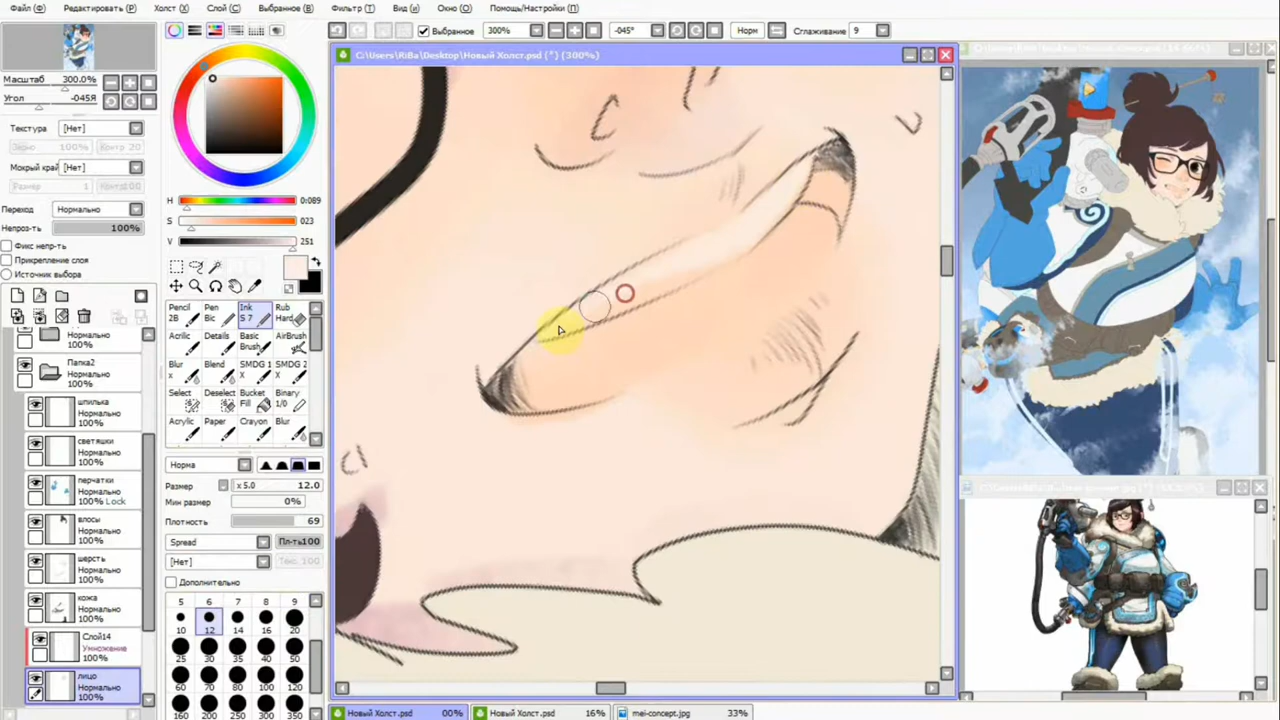 Файл (Ф) Редактировать (P) Холст (X) Слой (C) Выбранное (B) Фильтр (T) Вид (И) Окно (O) Помощь/Настройки (П)
Выбранное 300% -045° Норм Сглаживание 9
C:\Users\RiBa\Desktop\Новый Холст.psd (*) (300%)
Масштаб 300.0%
Угол -045Я
Текстура [Нет]
100% Контр 20
Мокрый край [Нет]
Размер 1 Контр100
Переход Нормально
Непроз-ть 100%
Фикс непр-ть
Прикрепление слоя
Источник выбора
H 0:089
S 023
V 251
Pencil 2B
Pen Bic
Ink S 7
Rub Hard
Acrilic
Details
Basic Brush
AirBrush
Blur x
Blend
SMDG 1 x
SMDG 2 x
Select
Deselect
Bucket Fill
Binary 1/0
Acrylic
Paper
Crayon
Blur
Нормально 100%
Папка2
Нормально
100%
шпилька
Нормально
100%
светяшки
Нормально
100%
перчатки
Нормально
100% Lock
влосы
Нормально
100%
шерсть
Нормально
100%
кожа
Нормально
100%
Слой14
Умножение
100%
лицо
Нормально
100%
Норма
Размер x 5.0 12.0
Мин размер 0%
Плотность 69
Spread Пл-ть100
[Нет]
Дополнительно
5 6 7 8 9
10 12 14 16 20
25 30 35 40 50
60 70 80 100 120
160 200 250 300 350
Новый Холст.psd 00%
Новый Холст.psd 16%
mei-concept.jpg 33%